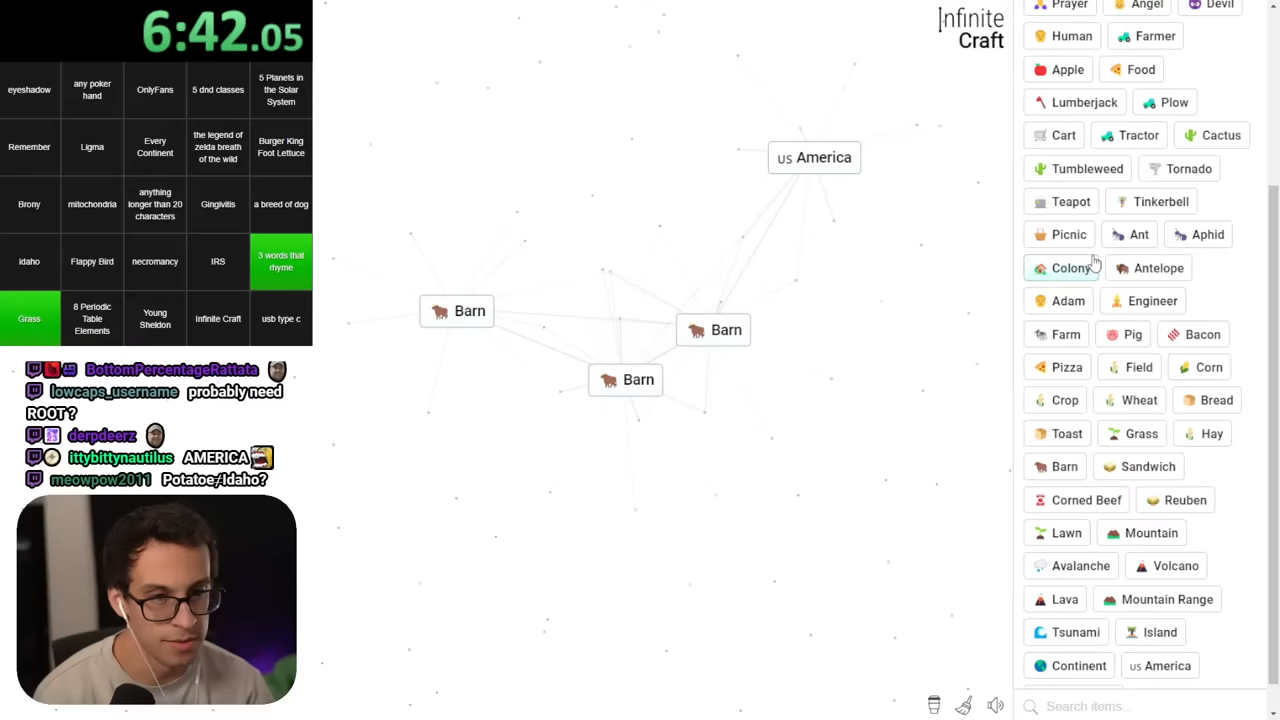 6:42.05
eyeshadow
any poker
hand
OnlyFans
5 dnd classes
5 Planets in
the Solar
System
Remember
Ligma
Every
Continent
the legend of
zelda breath
of the wild
Burger King
Foot Lettuce
Brony
mitochondria
anything
longer than 20
characters
Gingivitis
a breed of dog
Idaho
Flappy Bird
necromancy
IRS
3 words that
rhyme
Grass
8 Periodic
Table
Elements
Young
Sheldon
Infinite Craft
usb type c
BottomPercentageRattata
lowcaps_username probably need
ROOT?
derpdeerz
ittybittynautilus AMERICA
meowpow2011 Potatoe≠Idaho?
Infinite
Craft
US America
Barn
Barn
Barn
Prayer Angel Devil
Human Farmer
Apple Food
Lumberjack Plow
Cart Tractor Cactus
Tumbleweed Tornado
Teapot Tinkerbell
Picnic Ant Aphid
Colony Antelope
Adam Engineer
Farm Pig Bacon
Pizza Field Corn
Crop Wheat Bread
Toast Grass Hay
Barn Sandwich
Corned Beef Reuben
Lawn Mountain
Avalanche Volcano
Lava Mountain Range
Tsunami Island
Continent US America
Search items...